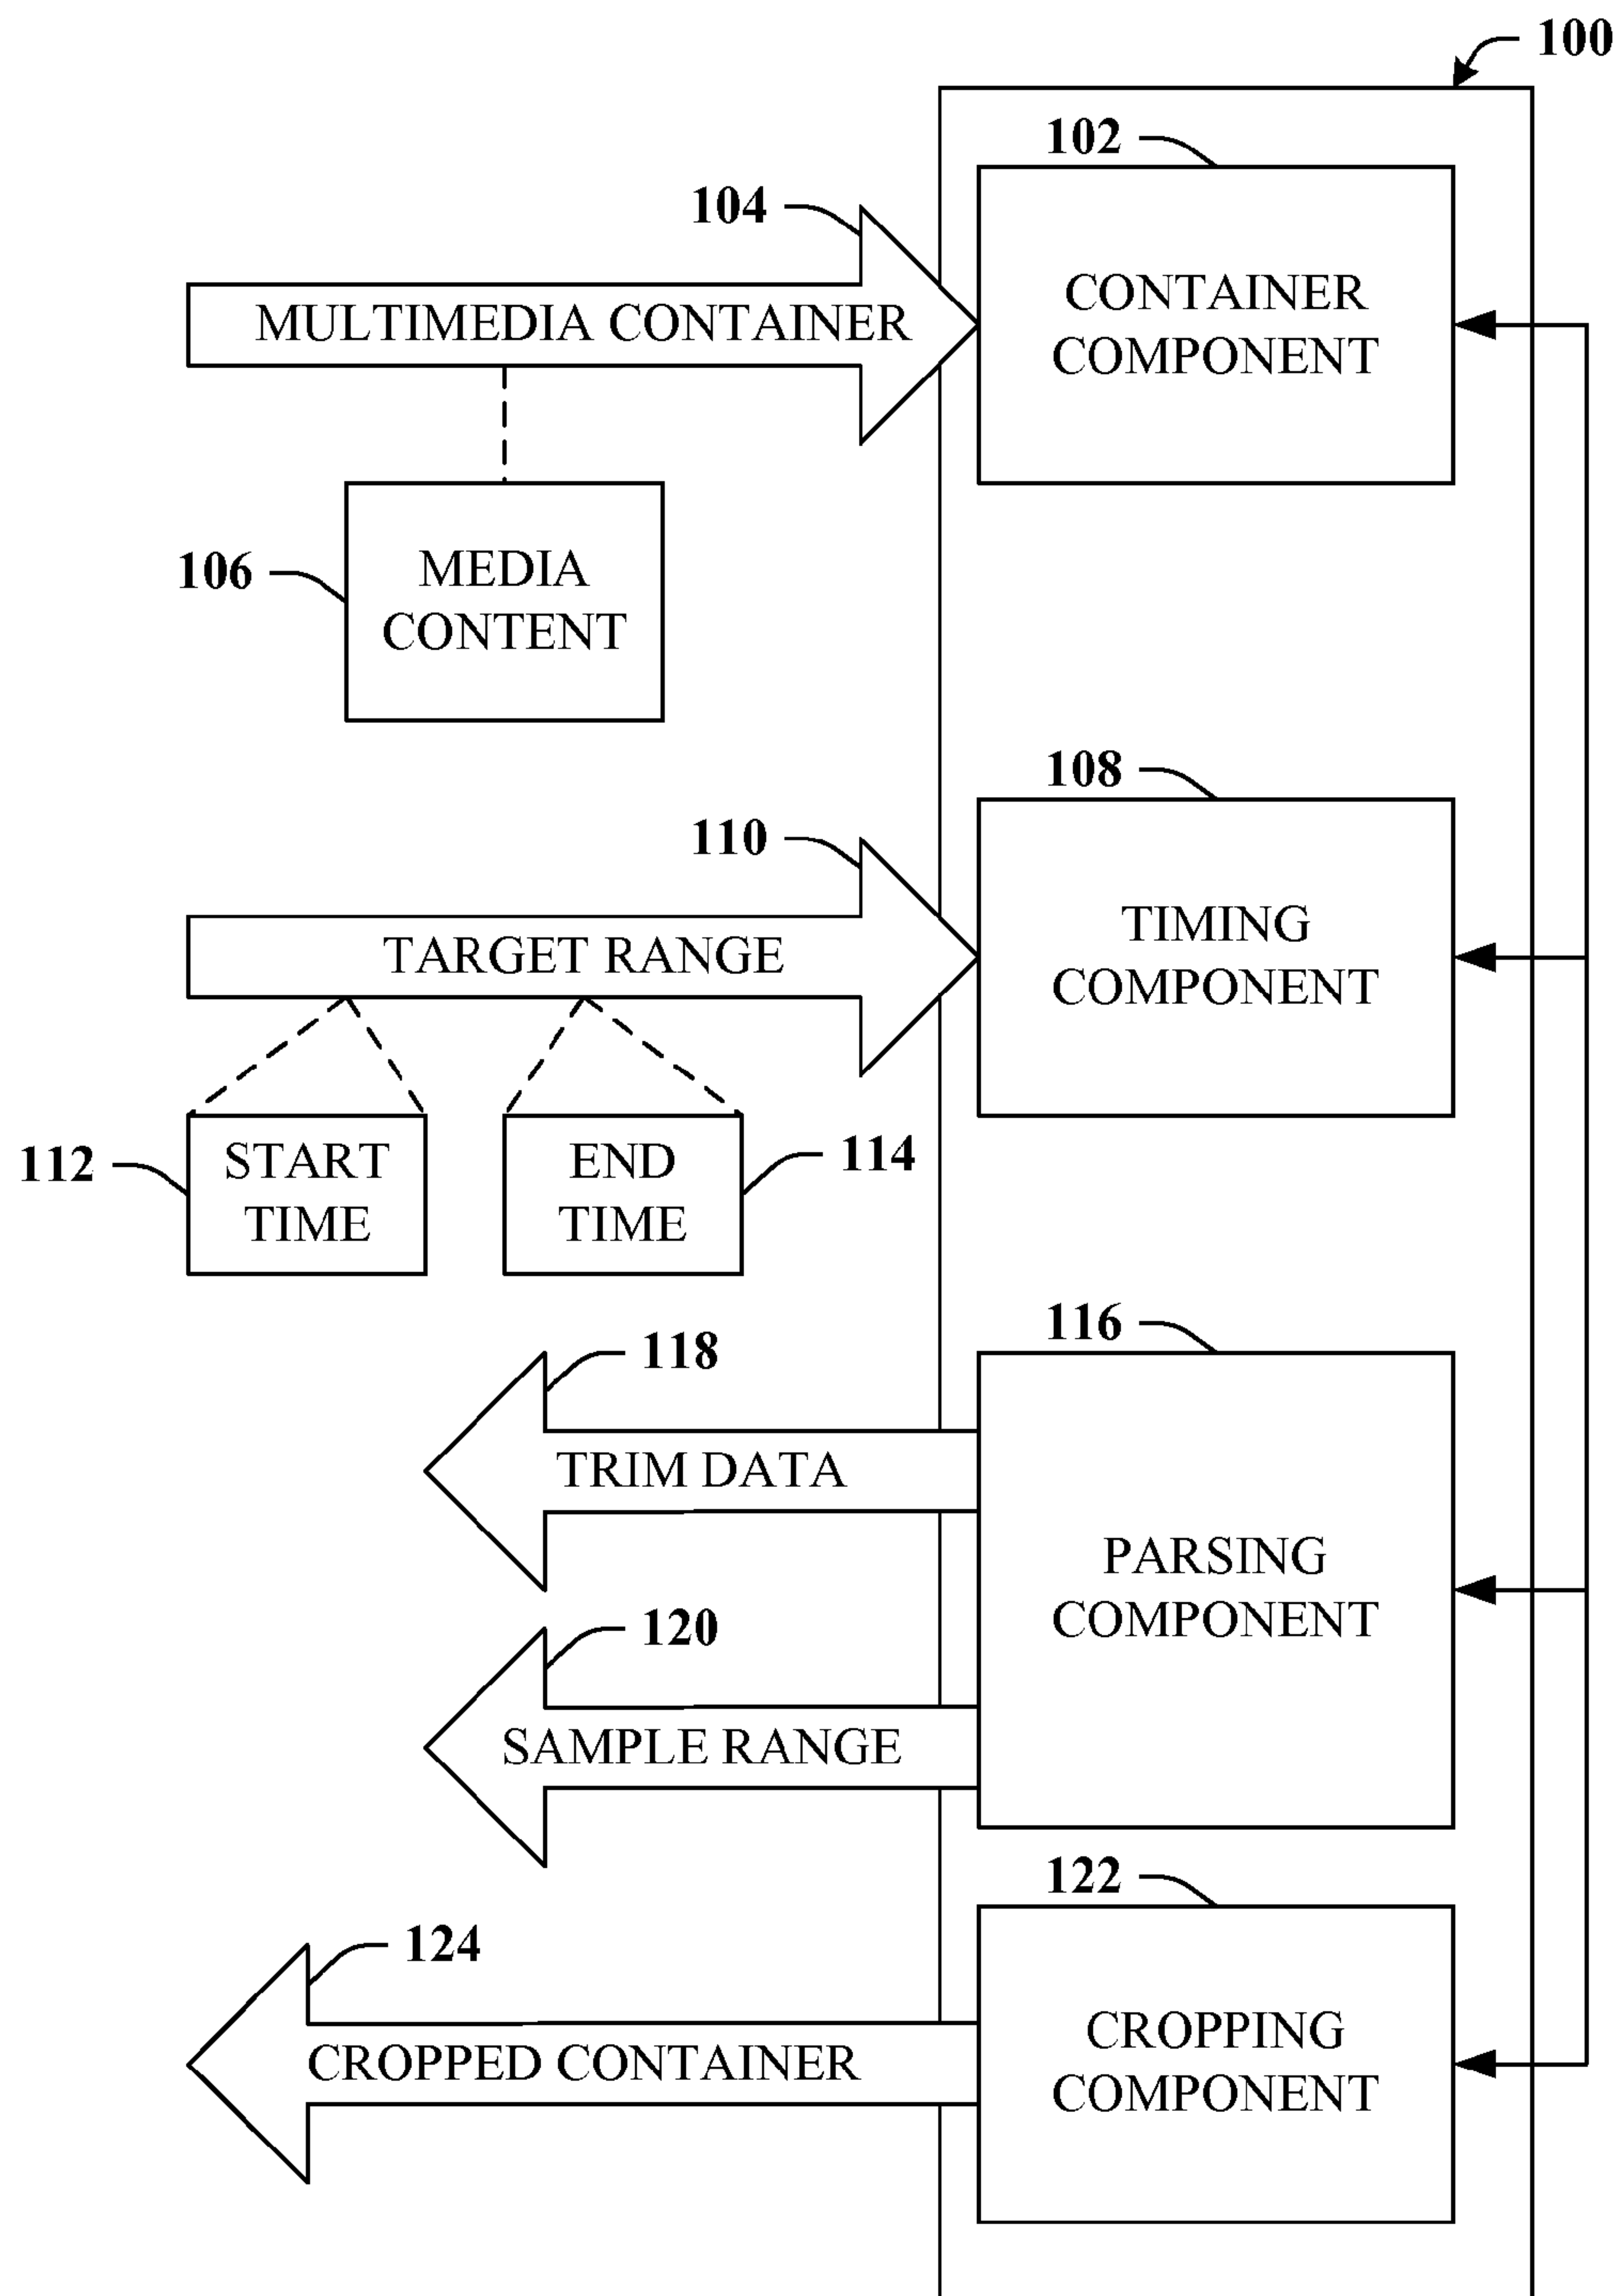 100
102
104
MULTIMEDIA CONTAINER
CONTAINER
COMPONENT
106
MEDIA
CONTENT
108
110
TARGET RANGE
TIMING
COMPONENT
112
START
TIME
END
TIME
114
116
118
TRIM DATA
PARSING
COMPONENT
120
SAMPLE RANGE
122
124
CROPPED CONTAINER
CROPPING
COMPONENT